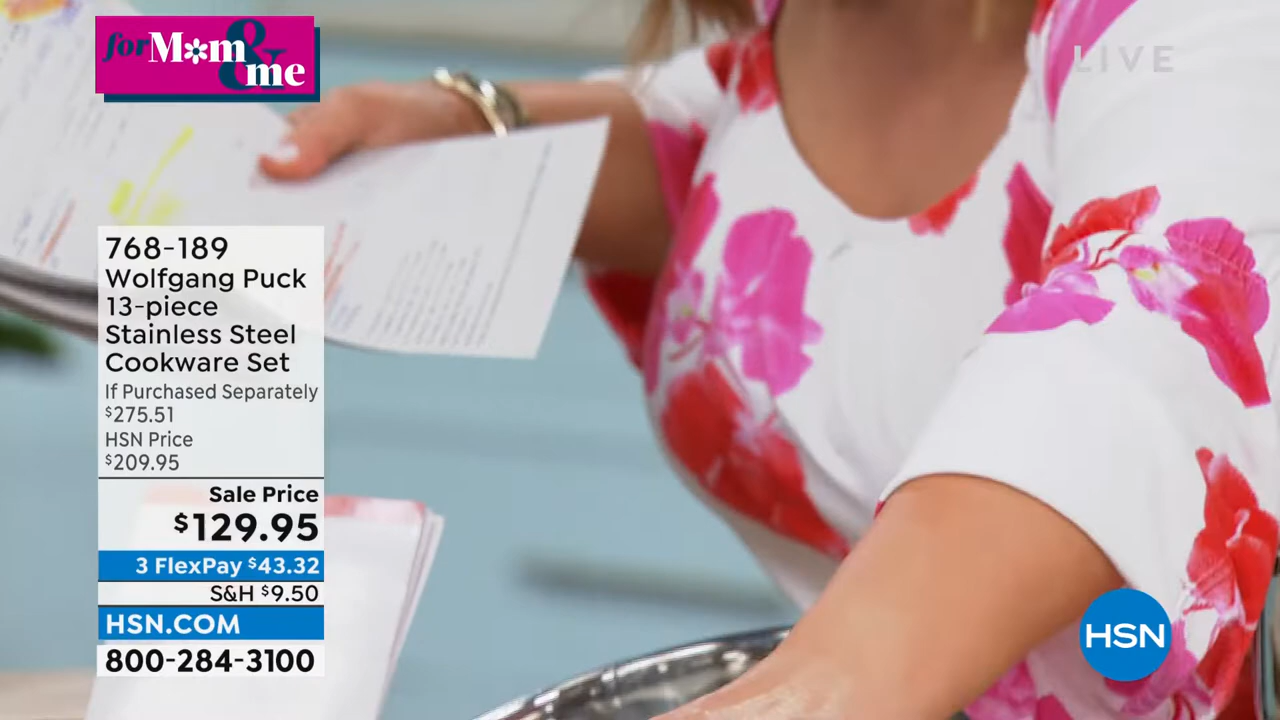 for Mom & me
LIVE
768-189
Wolfgang Puck
13-piece
Stainless Steel
Cookware Set
If Purchased Separately
$275.51
HSN Price
$209.95
Sale Price
$129.95
3 FlexPay $43.32
S&H $9.50
HSN.COM
800-284-3100
HSN